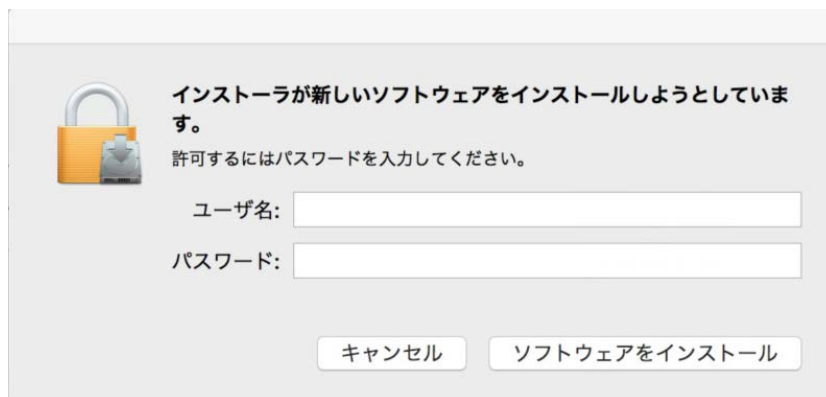 インストーラが新しいソフトウェアをインストールしようとしていま
す。
許可するにはパスワードを入力してください。
ユーザ名:
パスワード:
キャンセル ソフトウェアをインストール